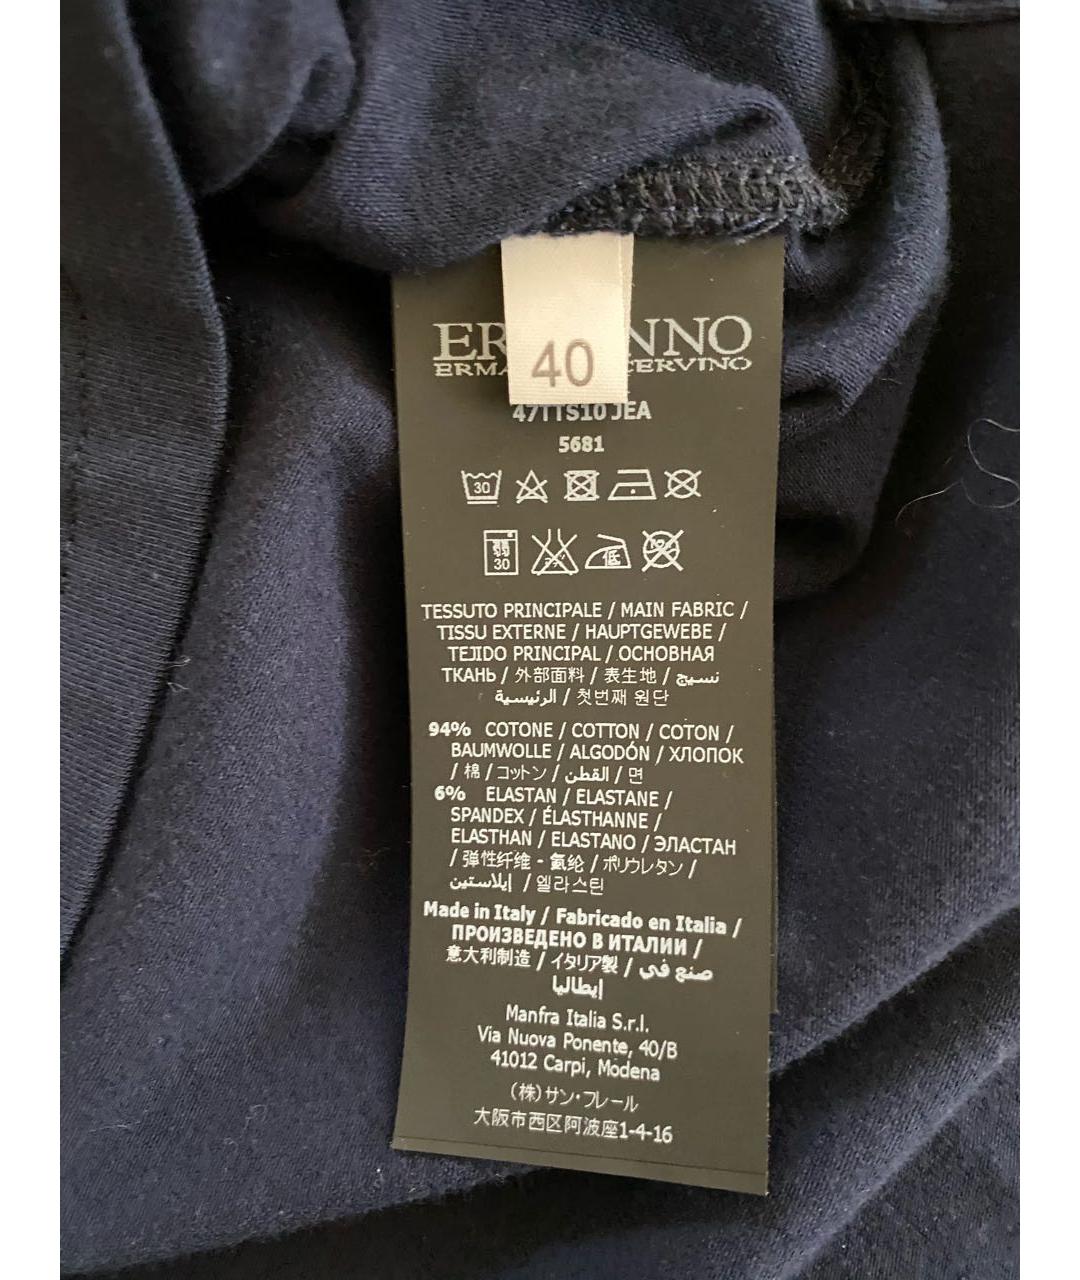 40
47TTS10 JEA
5681
30
弱
30
低
TESSUTO PRINCIPALE / MAIN FABRIC /
TISSU EXTERNE / HAUPTGEWEBE /
TEJIDO PRINCIPAL / ОСНОВНАЯ
ТКАНЬ / 外部面料 / 表生地 / نسيج
الرئيسية / 첫번째 원단
94% COTONE / COTTON / COTON /
BAUMWOLLE / ALGODÓN / ХЛОПОК
/ 棉 / コットン / القطن / 면
6% ELASTAN / ELASTANE /
SPANDEX / ÉLASTHANNE /
ELASTHAN / ELASTANO / ЭЛАСТАН
/ 弹性纤维 - 氨纶 / ポリウレタン /
إيلاستين / 엘라스틴
Made in Italy / Fabricado en Italia /
ПРОИЗВЕДЕНО В ИТАЛИИ /
意大利制造 / イタリア製 / صنع في
إيطاليا
Manfra Italia S.r.l.
Via Nuova Ponente, 40/B
41012 Carpi, Modena
(株)サン・フレール
大阪市西区阿波座1-4-16